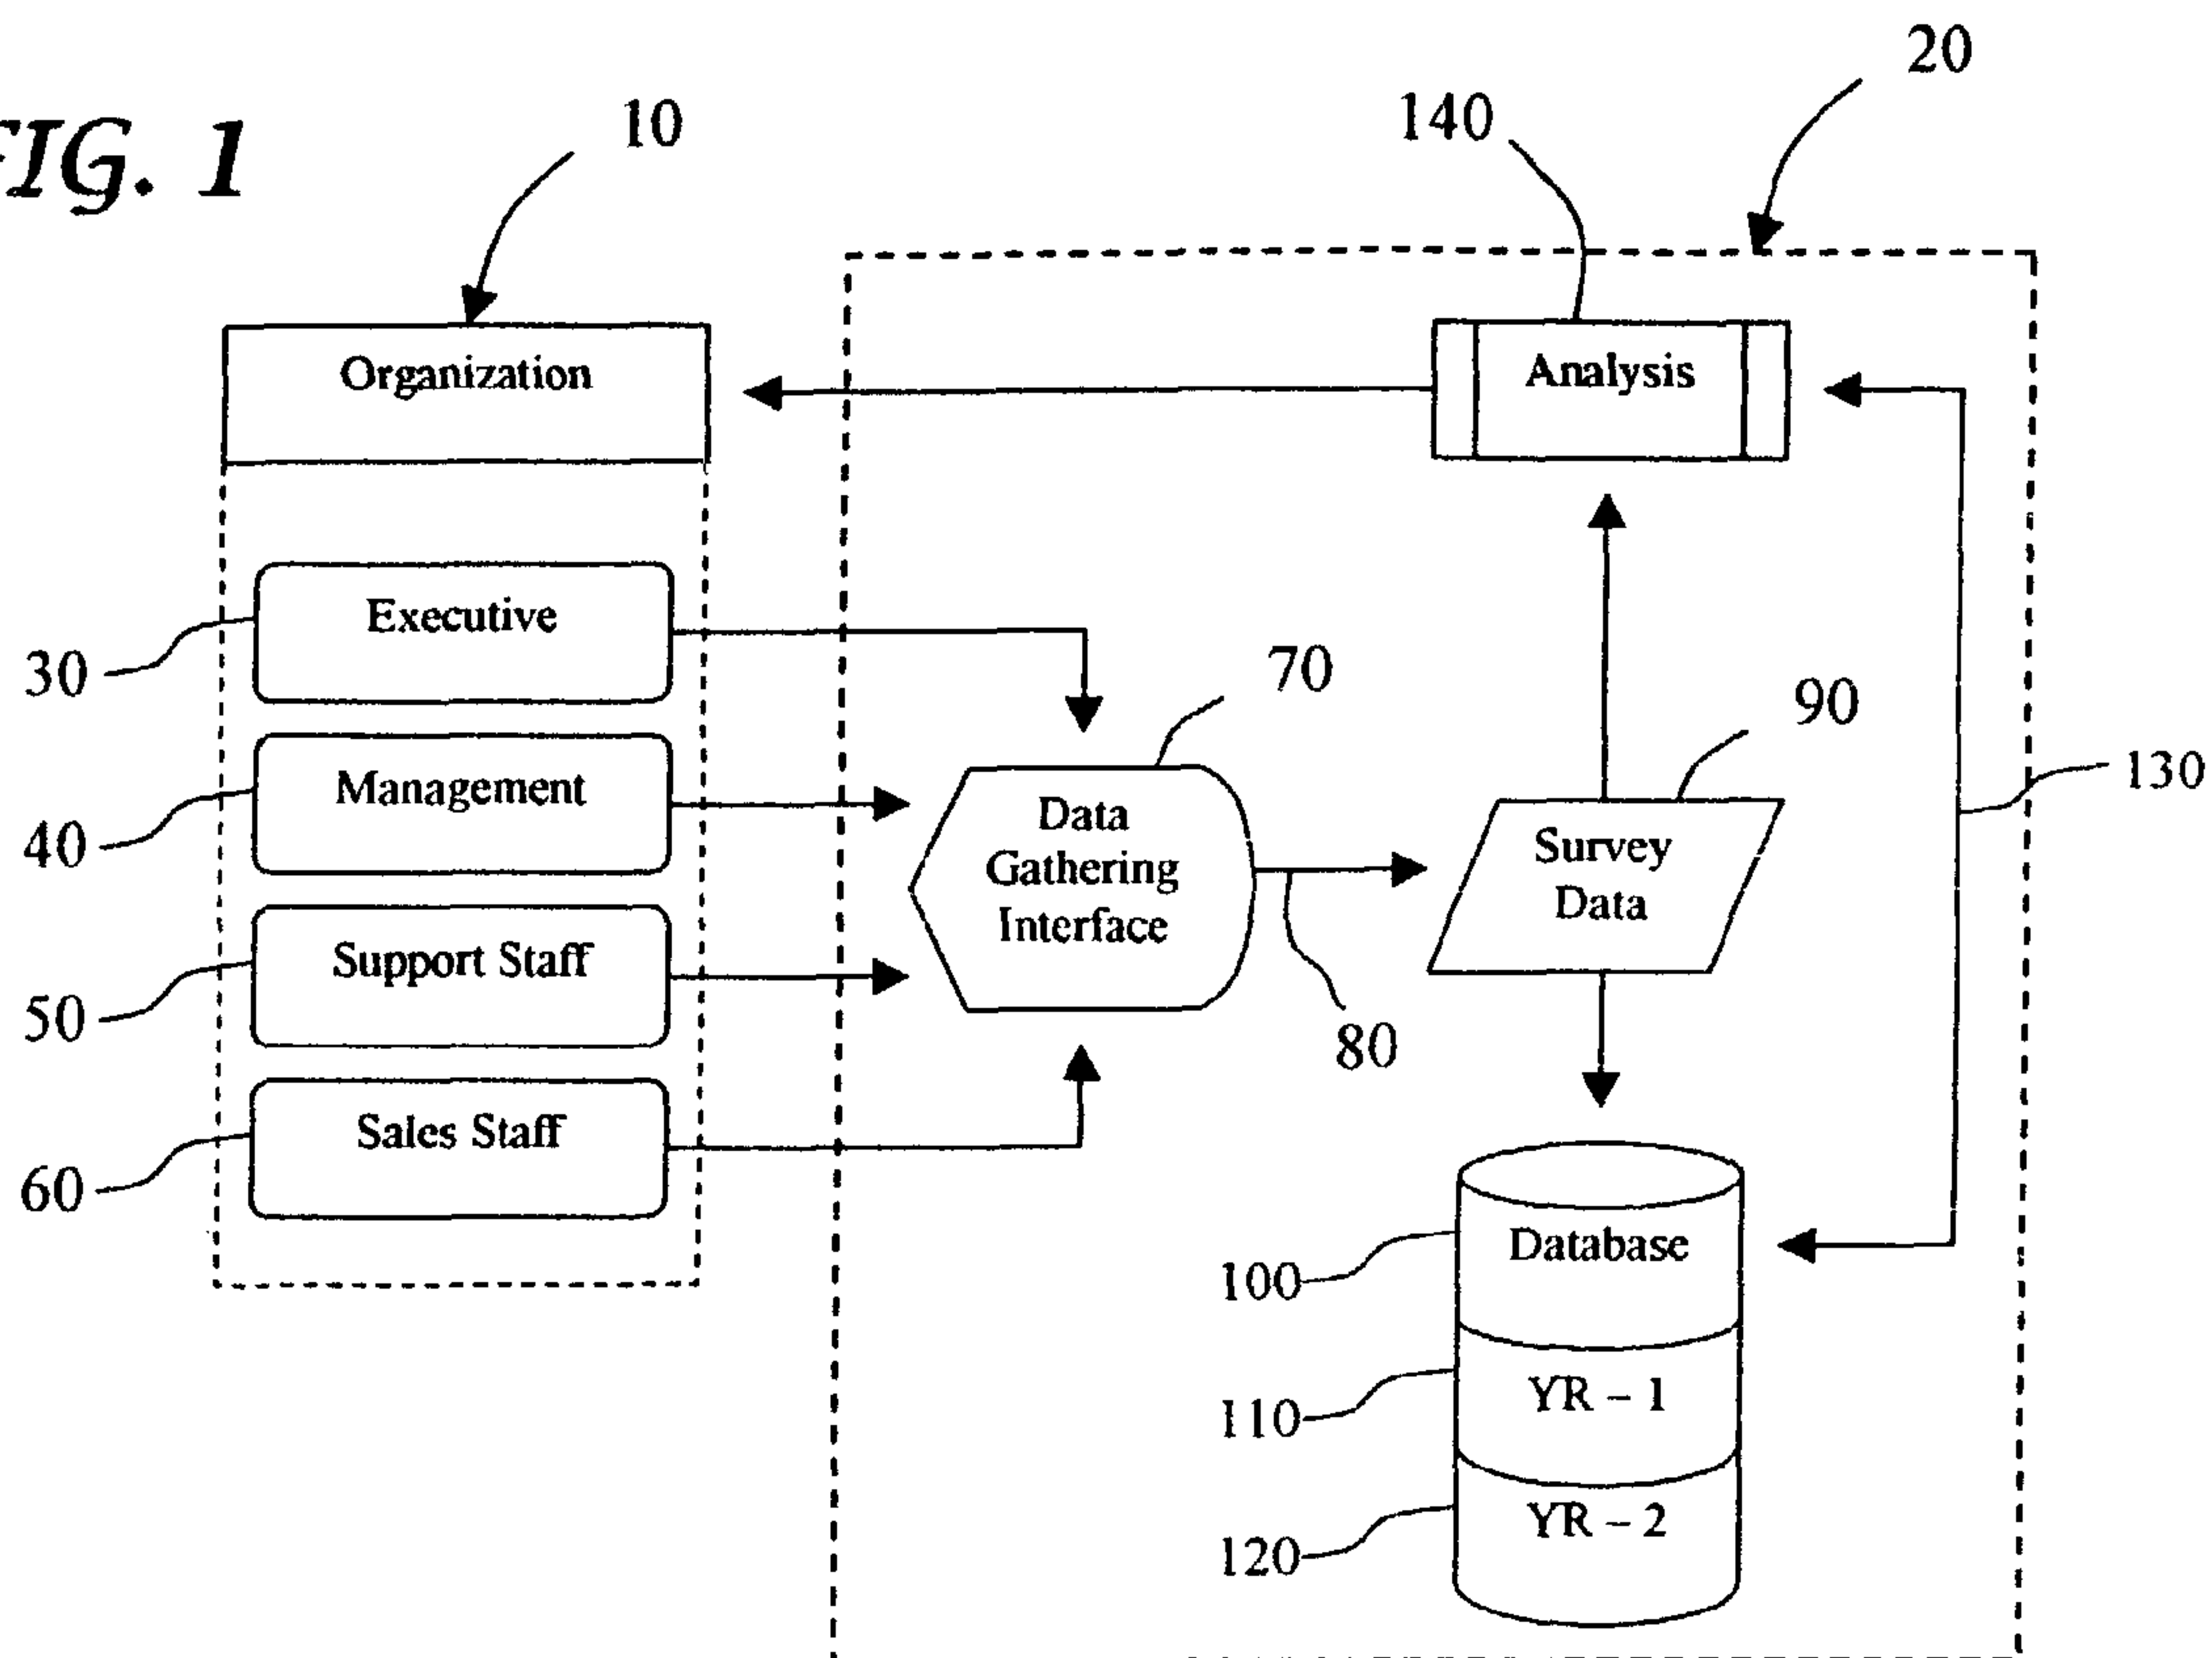 FIG. 1
10
20
140
Organization
Analysis
Executive
30
70
90
Management
40
Data
Gathering
Interface
Survey
Data
130
Support Staff
50
80
Sales Staff
60
Database
100
YR – 1
110
YR – 2
120